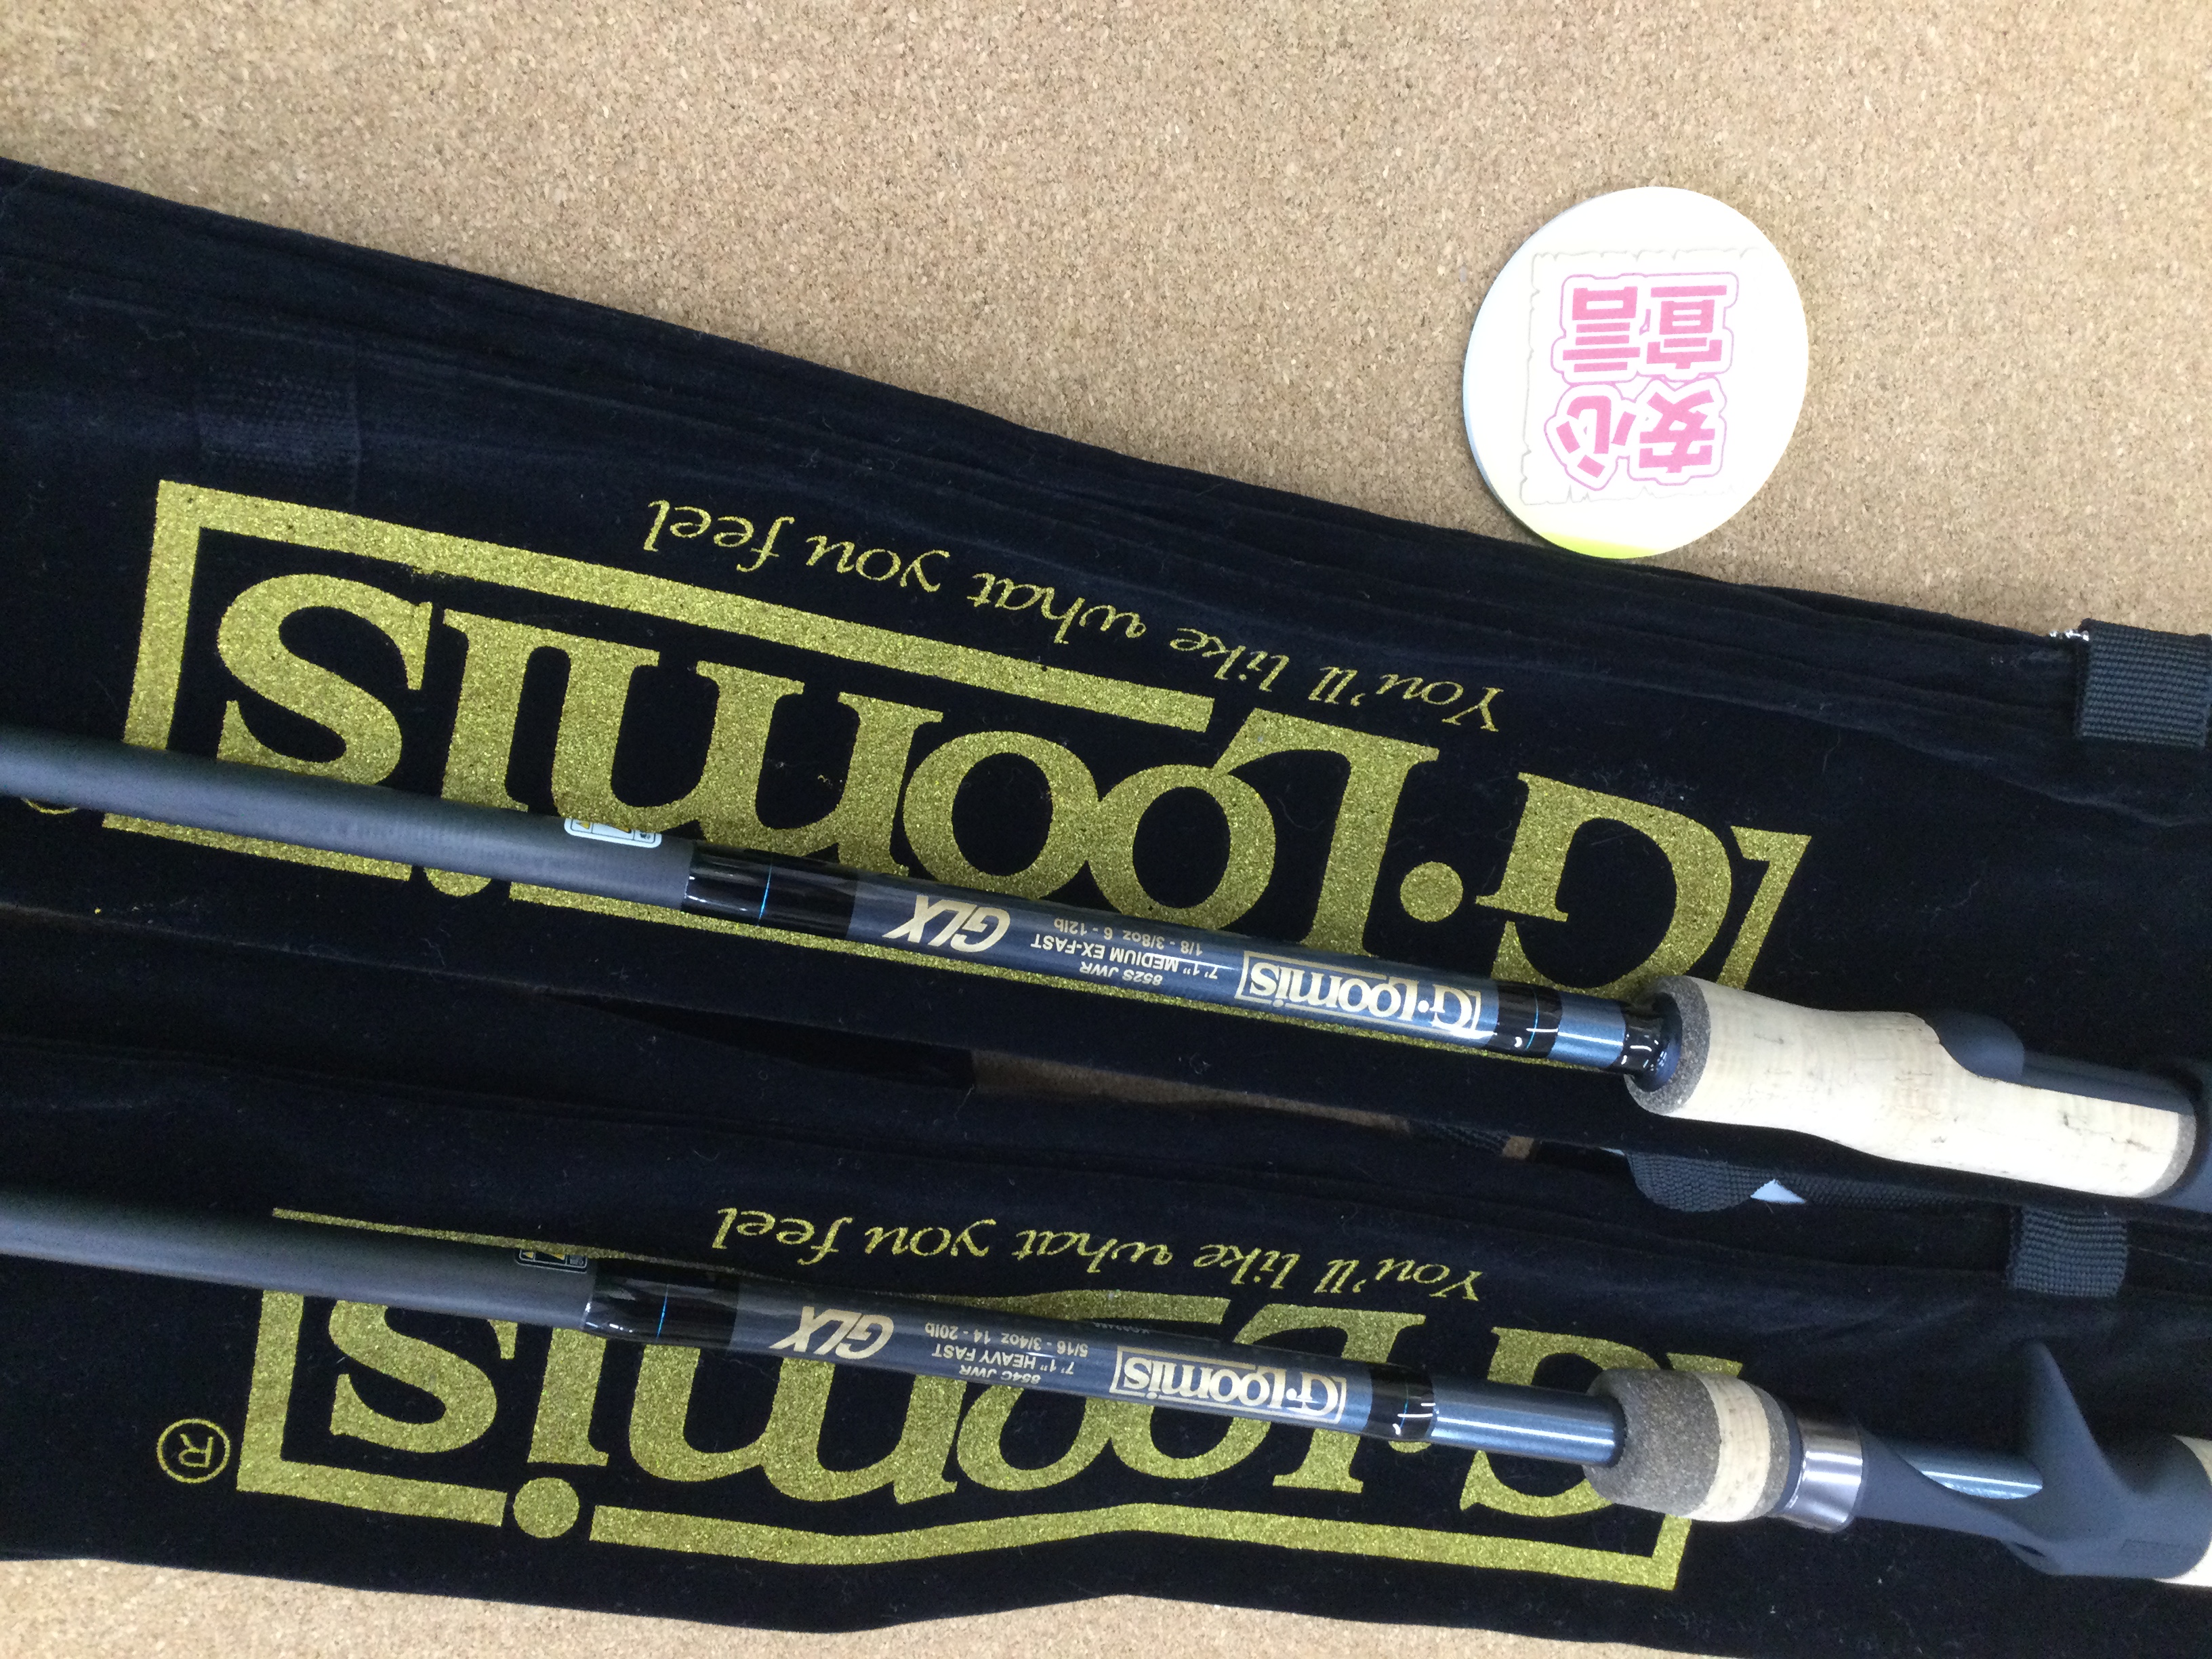 安心
宣言
You'll like what you feel
G.Loomis
G.Loomis
852S JWR
7'1" MEDIUM EX-FAST
1/8 - 3/8oz 6 - 12lb
GLX
You'll like what you feel
G.Loomis
®
G.Loomis
854C JWR
7'1" HEAVY FAST
5/16 - 3/4oz 14 - 20lb
GLX